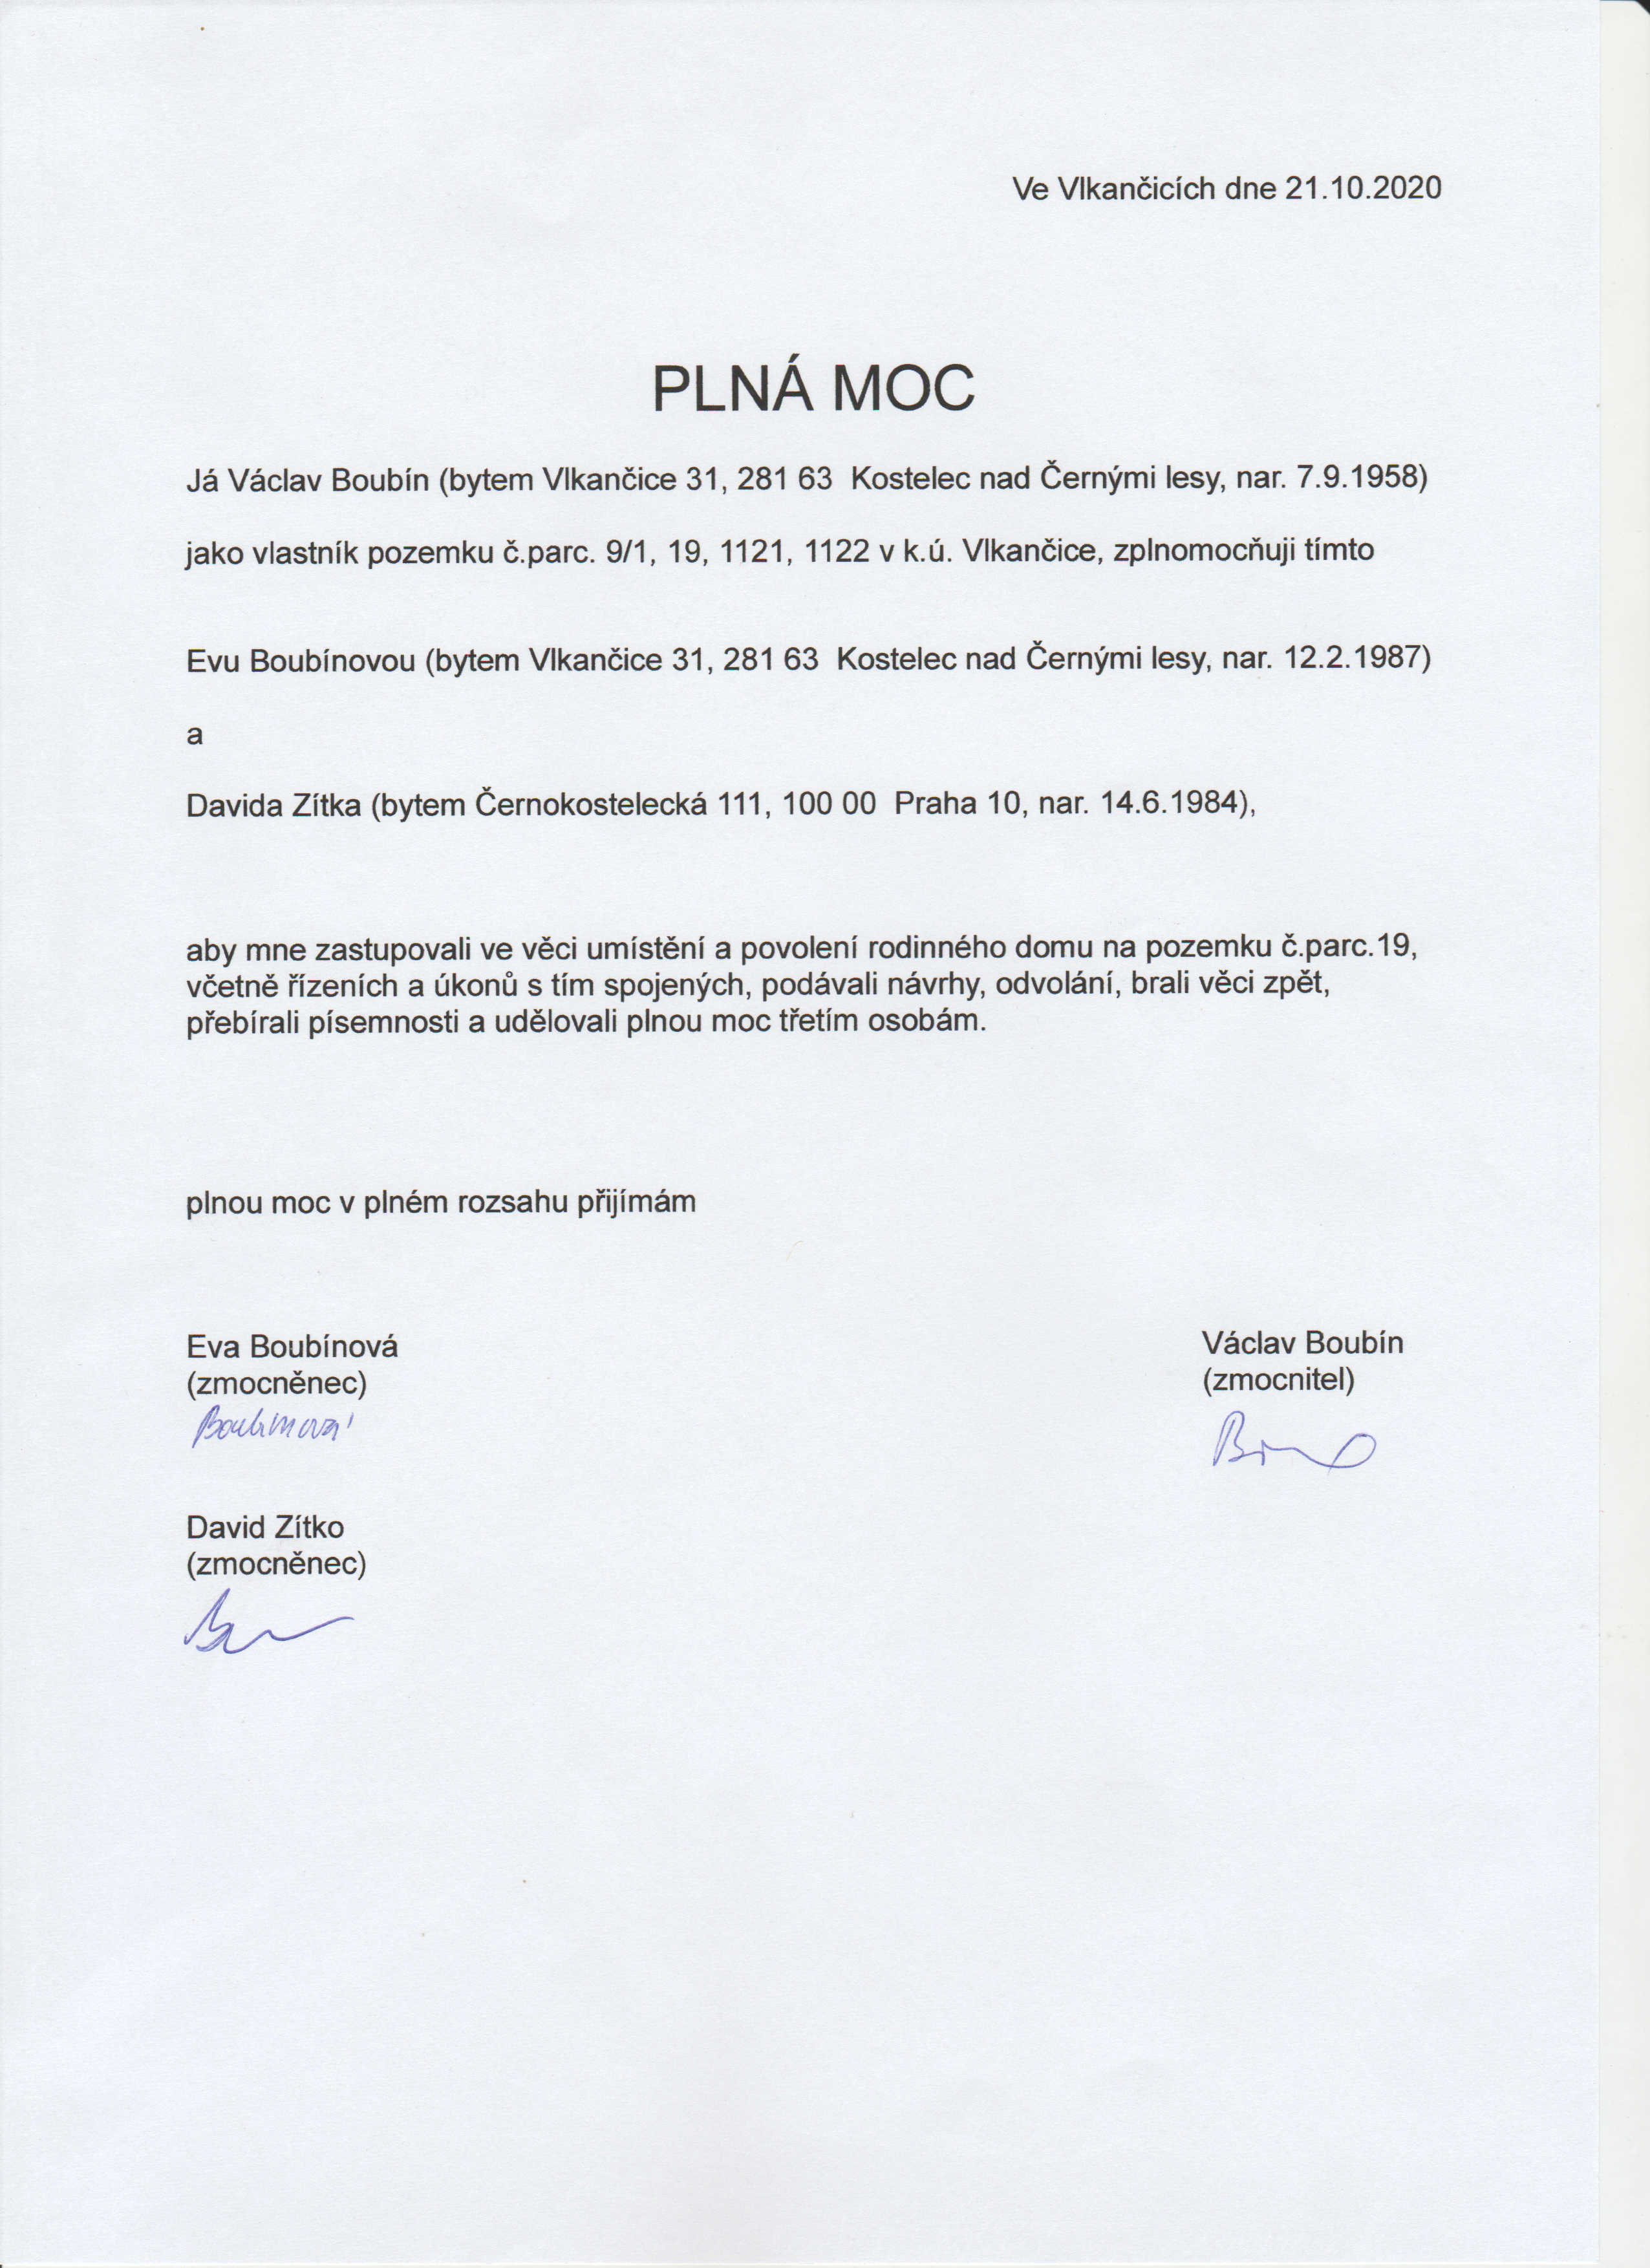 Ve Vlkančicích dne 21.10.2020
PLNÁ MOC
Já Václav Boubín (bytem Vlkančice 31, 281 63  Kostelec nad Černými lesy, nar. 7.9.1958)
jako vlastník pozemku č.parc. 9/1, 19, 1121, 1122 v k.ú. Vlkančice, zplnomocňuji tímto
Evu Boubínovou (bytem Vlkančice 31, 281 63  Kostelec nad Černými lesy, nar. 12.2.1987)
a
Davida Zítka (bytem Černokostelecká 111, 100 00  Praha 10, nar. 14.6.1984),
aby mne zastupovali ve věci umístění a povolení rodinného domu na pozemku č.parc.19,
včetně řízeních a úkonů s tím spojených, podávali návrhy, odvolání, brali věci zpět,
přebírali písemnosti a udělovali plnou moc třetím osobám.
plnou moc v plném rozsahu přijímám
Eva Boubínová
(zmocněnec)
Boubínová
Václav Boubín
(zmocnitel)
David Zítko
(zmocněnec)